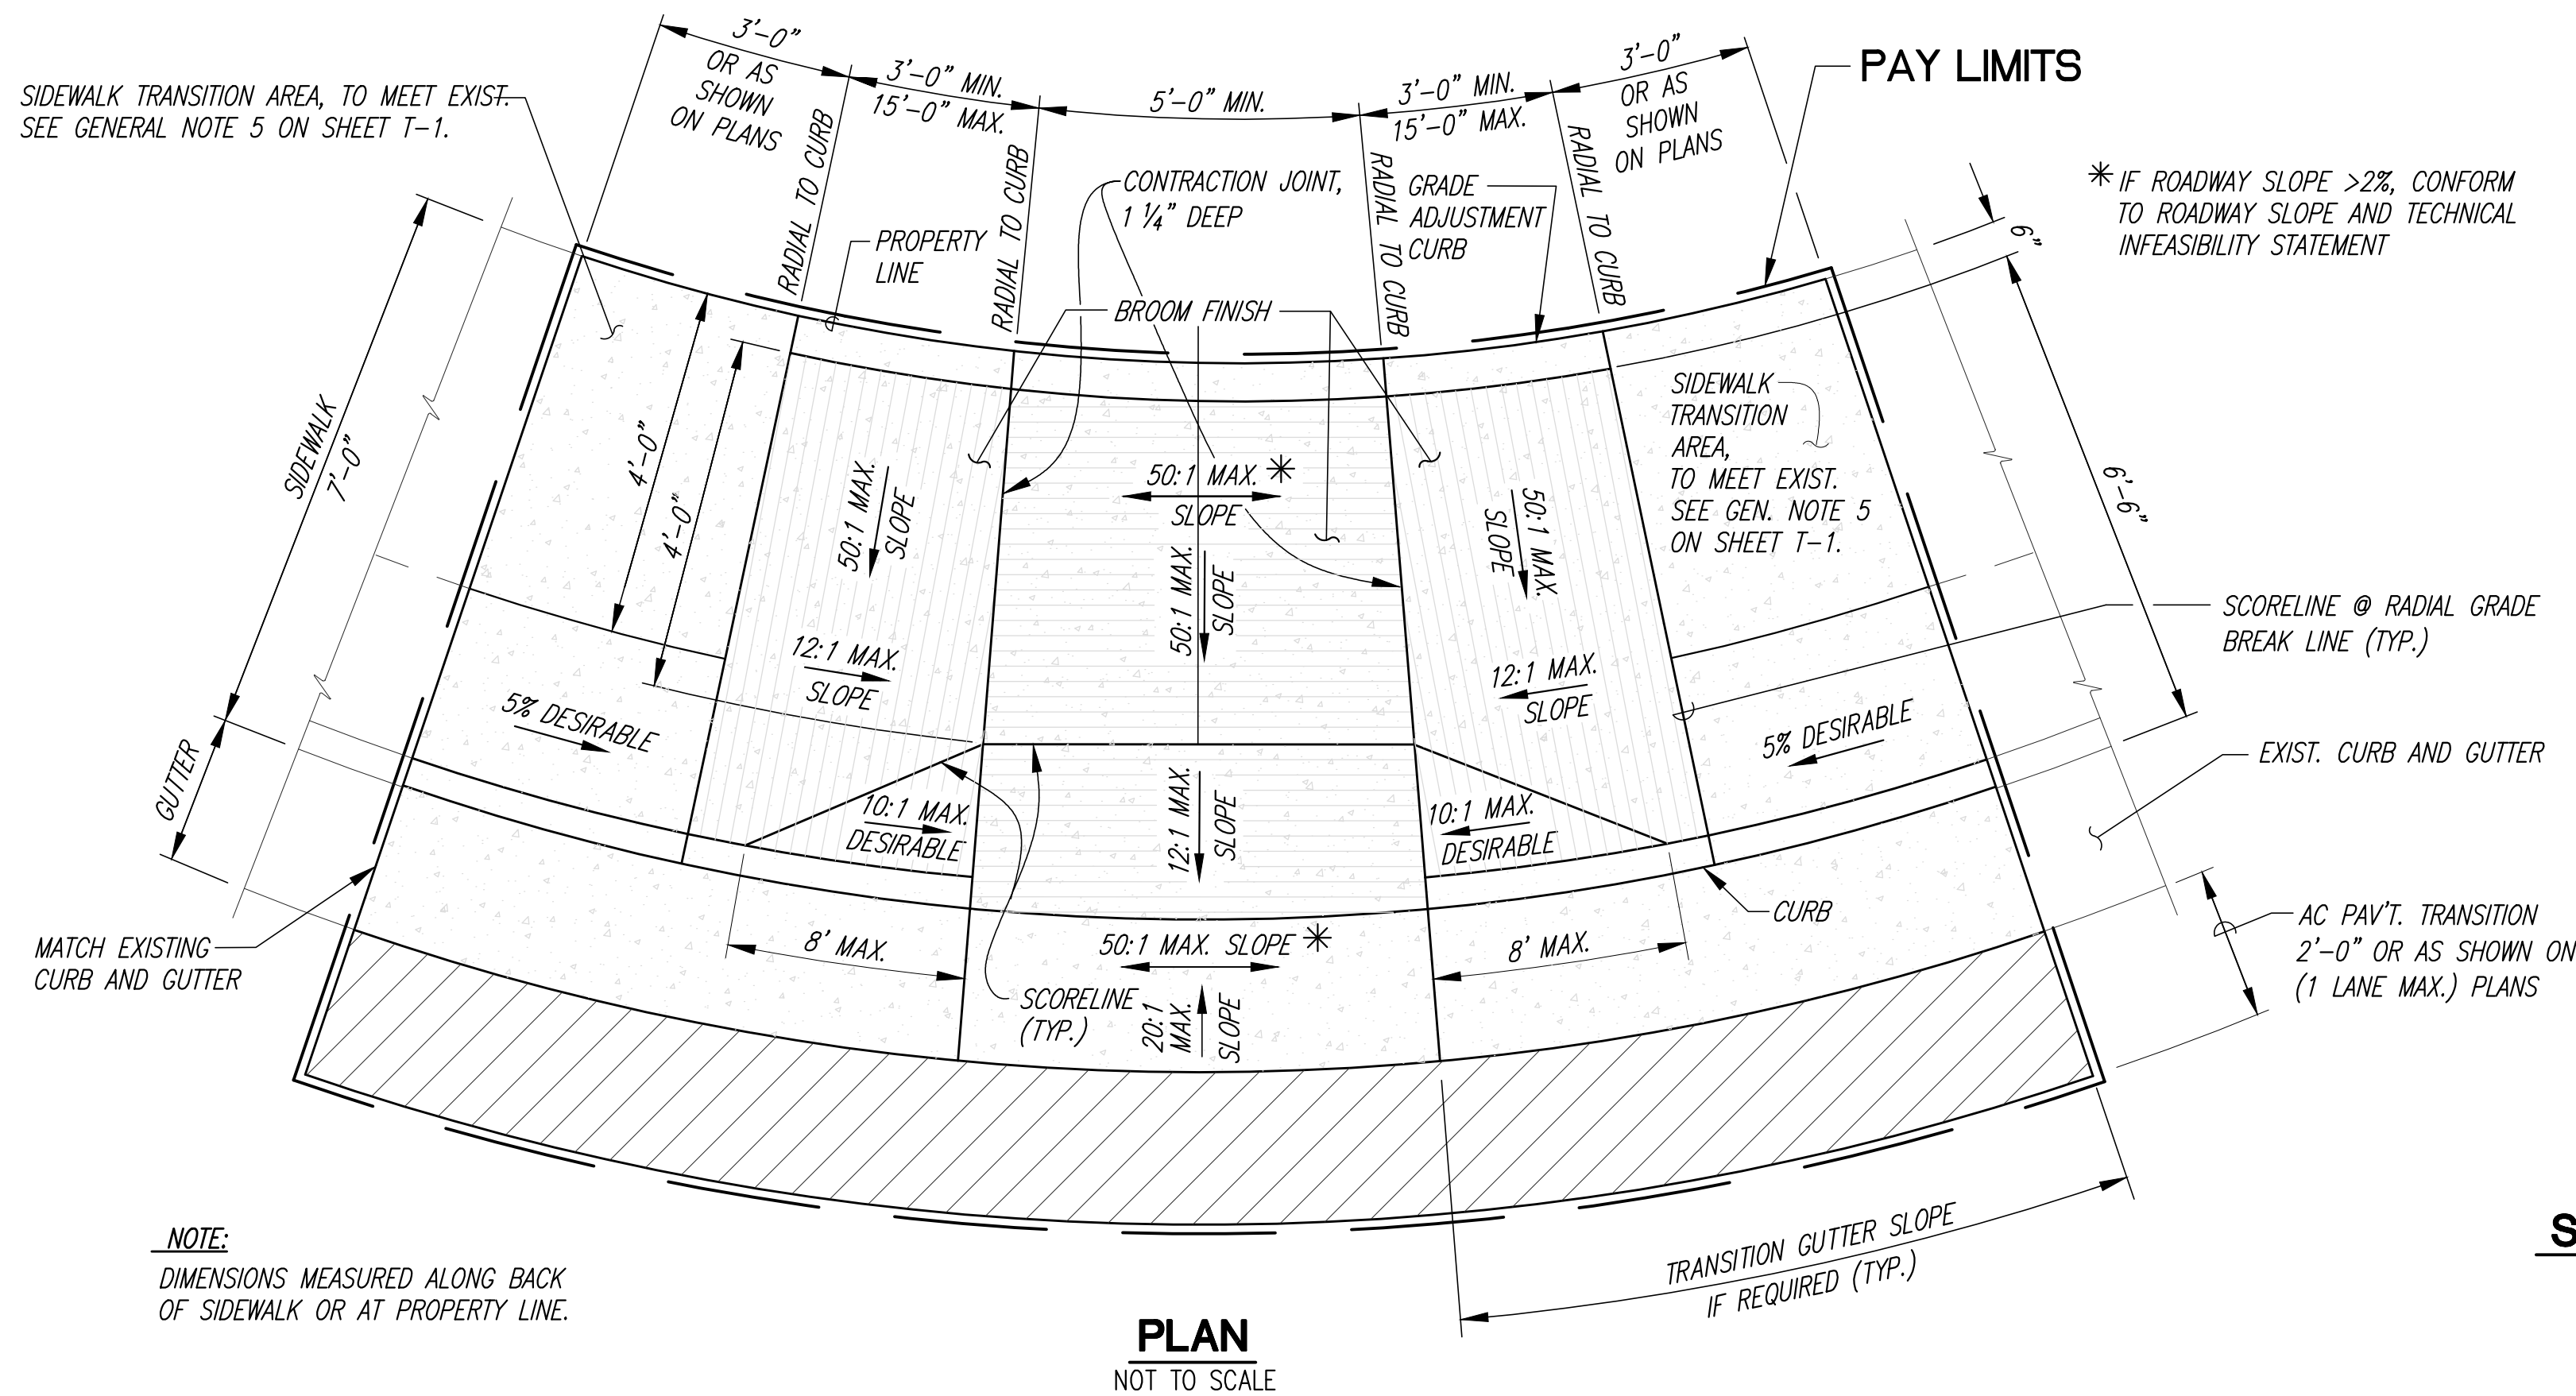 3'-0"
OR AS
SHOWN
ON PLANS
3'-0" MIN.
15'-0" MAX.
5'-0" MIN.
3'-0" MIN.
15'-0" MAX.
3'-0"
OR AS
SHOWN
ON PLANS
PAY LIMITS
SIDEWALK TRANSITION AREA, TO MEET EXIST.
SEE GENERAL NOTE 5 ON SHEET T-1.
RADIAL TO CURB
RADIAL TO CURB
RADIAL TO CURB
RADIAL TO CURB
CONTRACTION JOINT,
1 ¼" DEEP
GRADE
ADJUSTMENT
CURB
PROPERTY
LINE
BROOM FINISH
* IF ROADWAY SLOPE >2%, CONFORM
TO ROADWAY SLOPE AND TECHNICAL
INFEASIBILITY STATEMENT
6"
6'-6"
SIDEWALK
7'-0"
GUTTER
4'-0"
4'-0"
50:1 MAX.
SLOPE
50:1 MAX. *
SLOPE
50:1 MAX.
SLOPE
50:1 MAX.
SLOPE
SIDEWALK
TRANSITION
AREA,
TO MEET EXIST.
SEE GEN. NOTE 5
ON SHEET T-1.
12:1 MAX.
SLOPE
12:1 MAX.
SLOPE
5% DESIRABLE
5% DESIRABLE
SCORELINE @ RADIAL GRADE
BREAK LINE (TYP.)
EXIST. CURB AND GUTTER
10:1 MAX.
DESIRABLE
12:1 MAX.
SLOPE
10:1 MAX.
DESIRABLE
CURB
AC PAV'T. TRANSITION
2'-0" OR AS SHOWN ON
(1 LANE MAX.) PLANS
MATCH EXISTING
CURB AND GUTTER
8' MAX.
50:1 MAX. SLOPE *
8' MAX.
SCORELINE
(TYP.)
20:1
MAX.
SLOPE
TRANSITION GUTTER SLOPE
IF REQUIRED (TYP.)
NOTE:
DIMENSIONS MEASURED ALONG BACK
OF SIDEWALK OR AT PROPERTY LINE.
PLAN
NOT TO SCALE